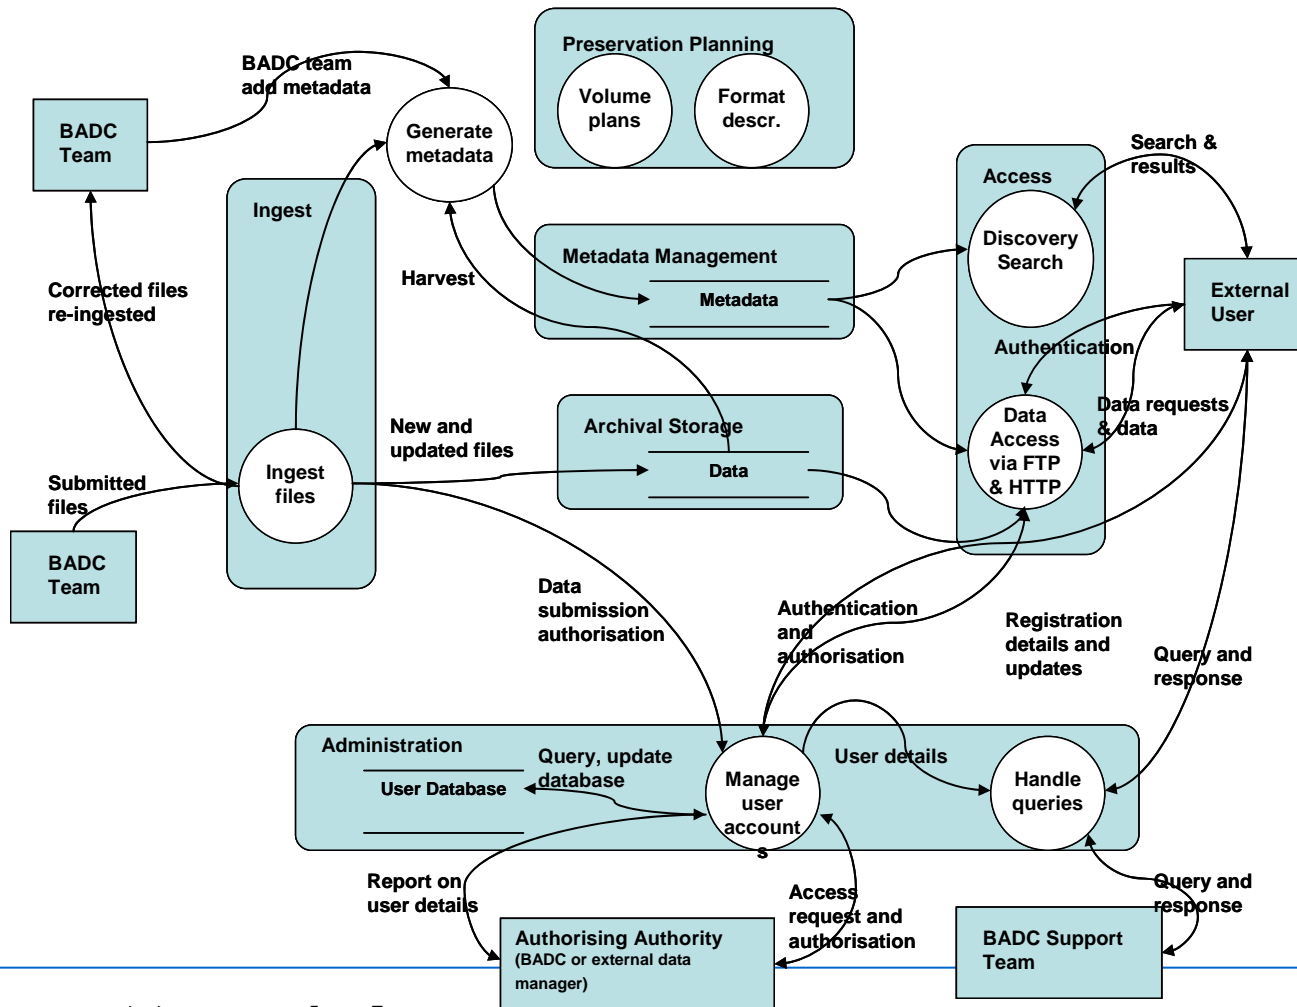 Preservation Planning
Volume
plans
Format
descr.
BADC team
add metadata
BADC
Team
Generate
metadata
Search &
results
Access
Ingest
Discovery
Search
Metadata Management
Harvest
Metadata
Corrected files
re-ingested
External
User
Authentication
Data requests
& data
Data
Access
via FTP
& HTTP
New and
updated files
Archival Storage
Data
Ingest
files
Submitted
files
BADC
Team
Data
submission
authorisation
Authentication
and
authorisation
Registration
details and
updates
Query and
response
Administration
Query, update
database
User Database
Manage
user
account
s
User details
Handle
queries
Report on
user details
Access
request and
authorisation
Query and
response
Authorising Authority
(BADC or external data
manager)
BADC Support
Team